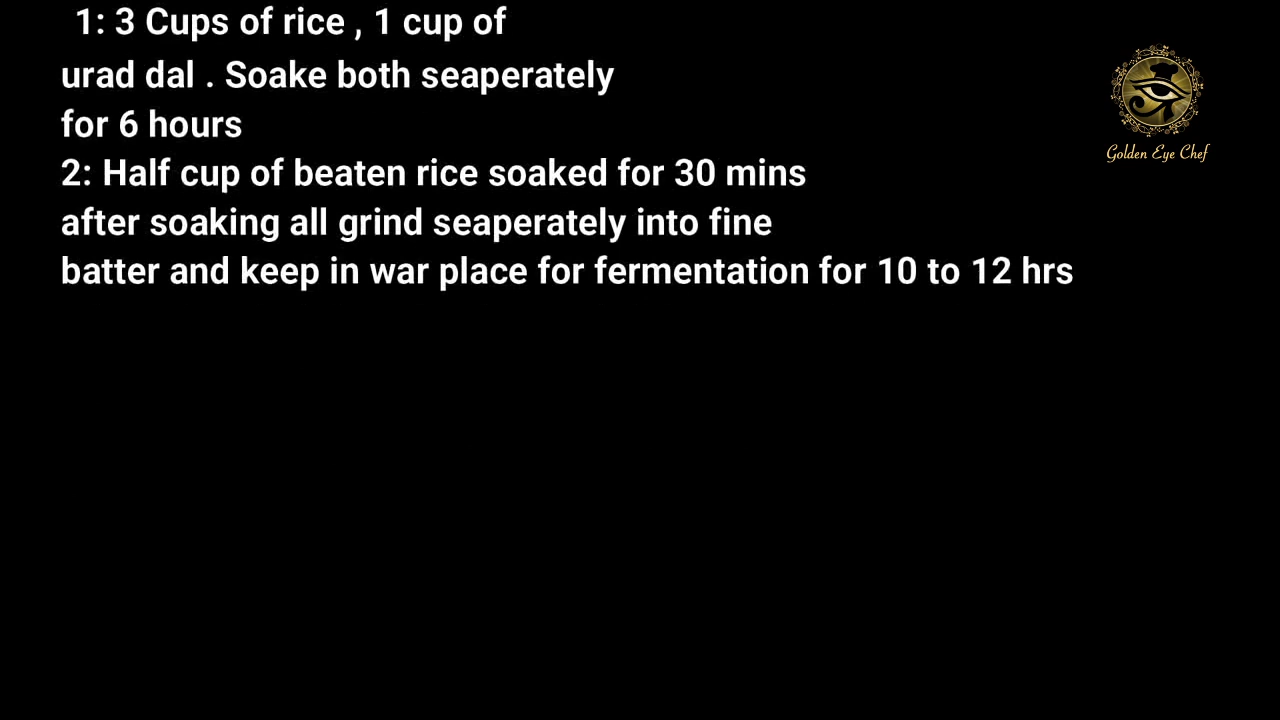 1: 3 Cups of rice , 1 cup of
urad dal . Soake both seaperately
for 6 hours
2: Half cup of beaten rice soaked for 30 mins
after soaking all grind seaperately into fine
batter and keep in war place for fermentation for 10 to 12 hrs
Golden Eye Chef